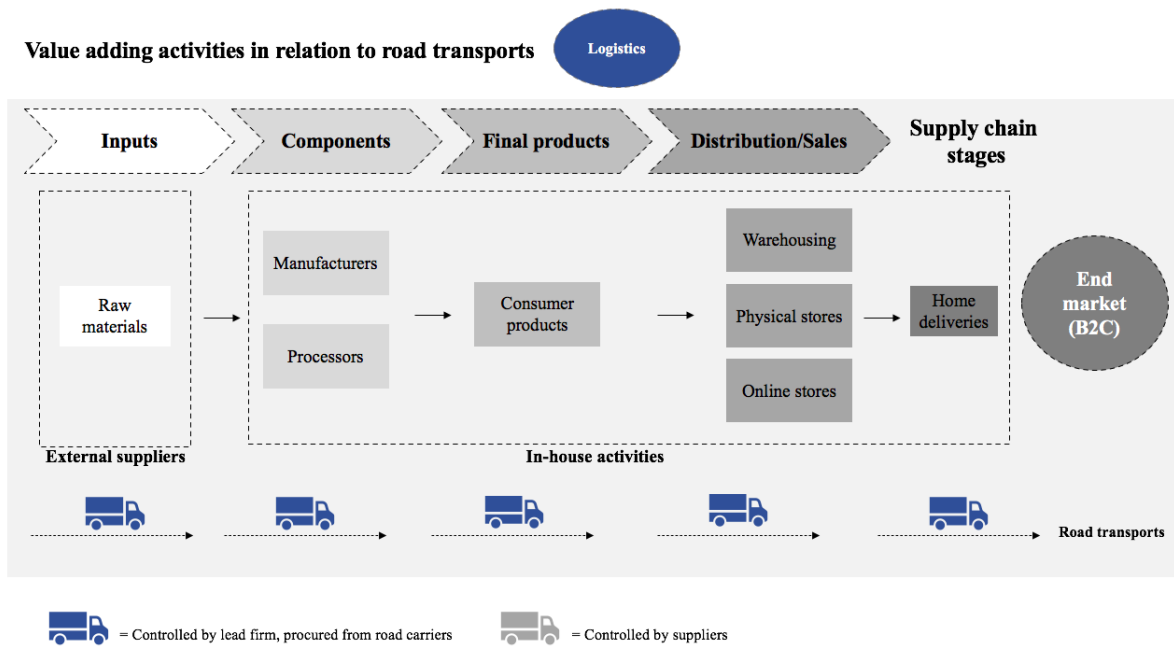 Value adding activities in relation to road transports
Logistics
Inputs
Components
Final products
Distribution/Sales
Supply chain
stages
Raw
materials
Manufacturers
Processors
Consumer
products
Warehousing
Physical stores
Online stores
Home
deliveries
End
market
(B2C)
External suppliers
In-house activities
Road transports
= Controlled by lead firm, procured from road carriers
= Controlled by suppliers